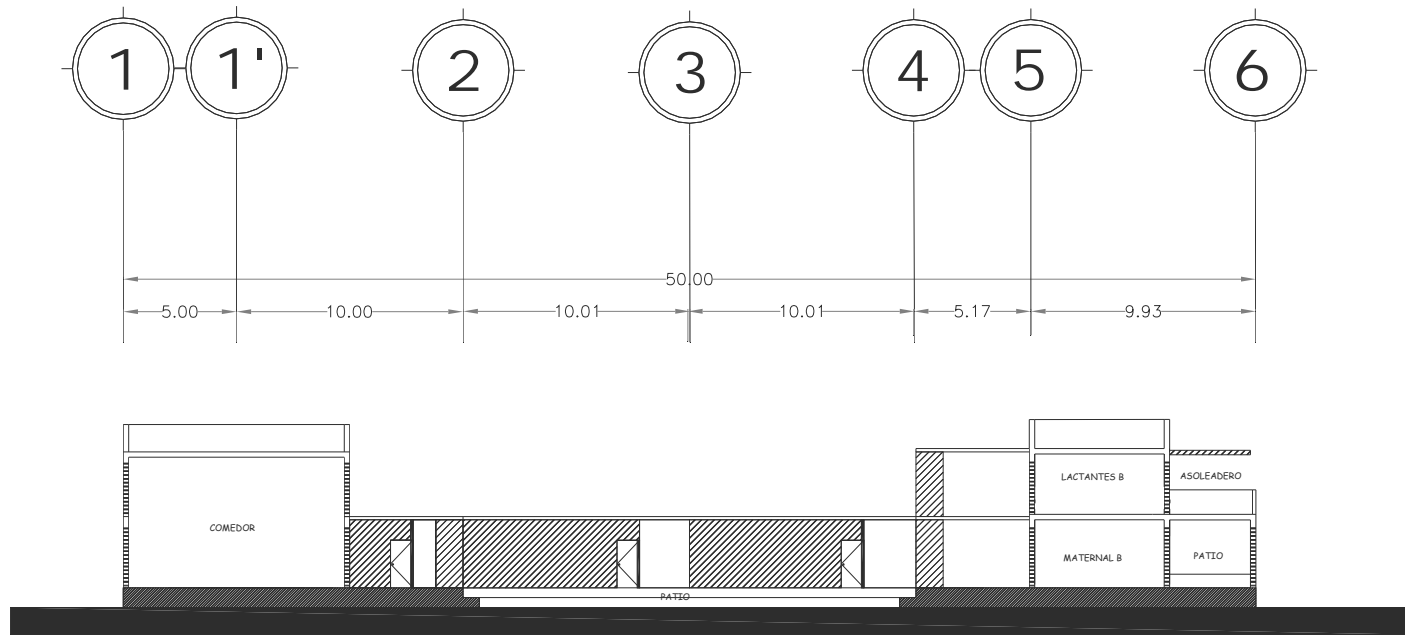 1 1' 2 3 4 5 6
50.00
5.00 10.00 10.01 10.01 5.17 9.93
LACTANTES B ASOLEADERO
COMEDOR
MATERNAL B PATIO
PATIO